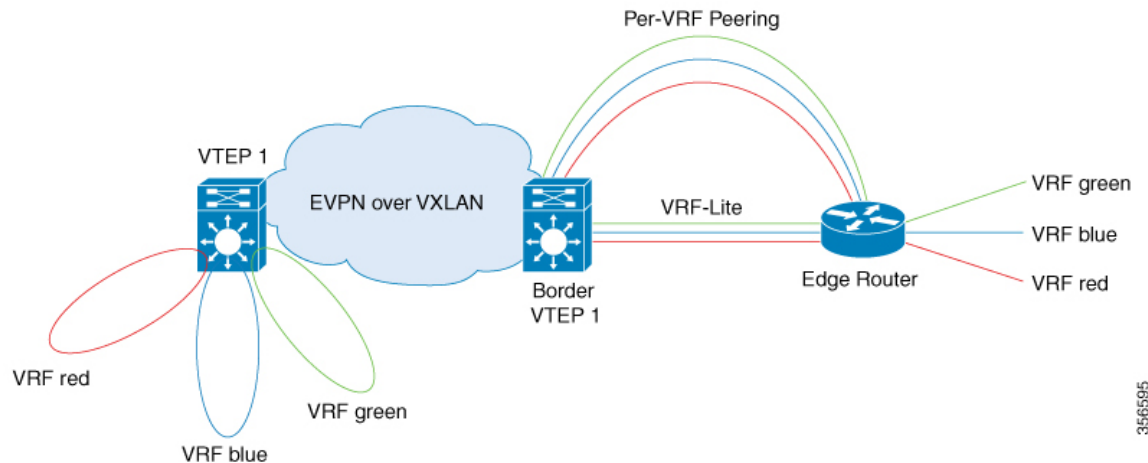 Per-VRF Peering
VTEP 1
EVPN over VXLAN
VRF-Lite
VRF green
VRF blue
VRF red
Edge Router
Border
VTEP 1
VRF red
VRF green
VRF blue
356595